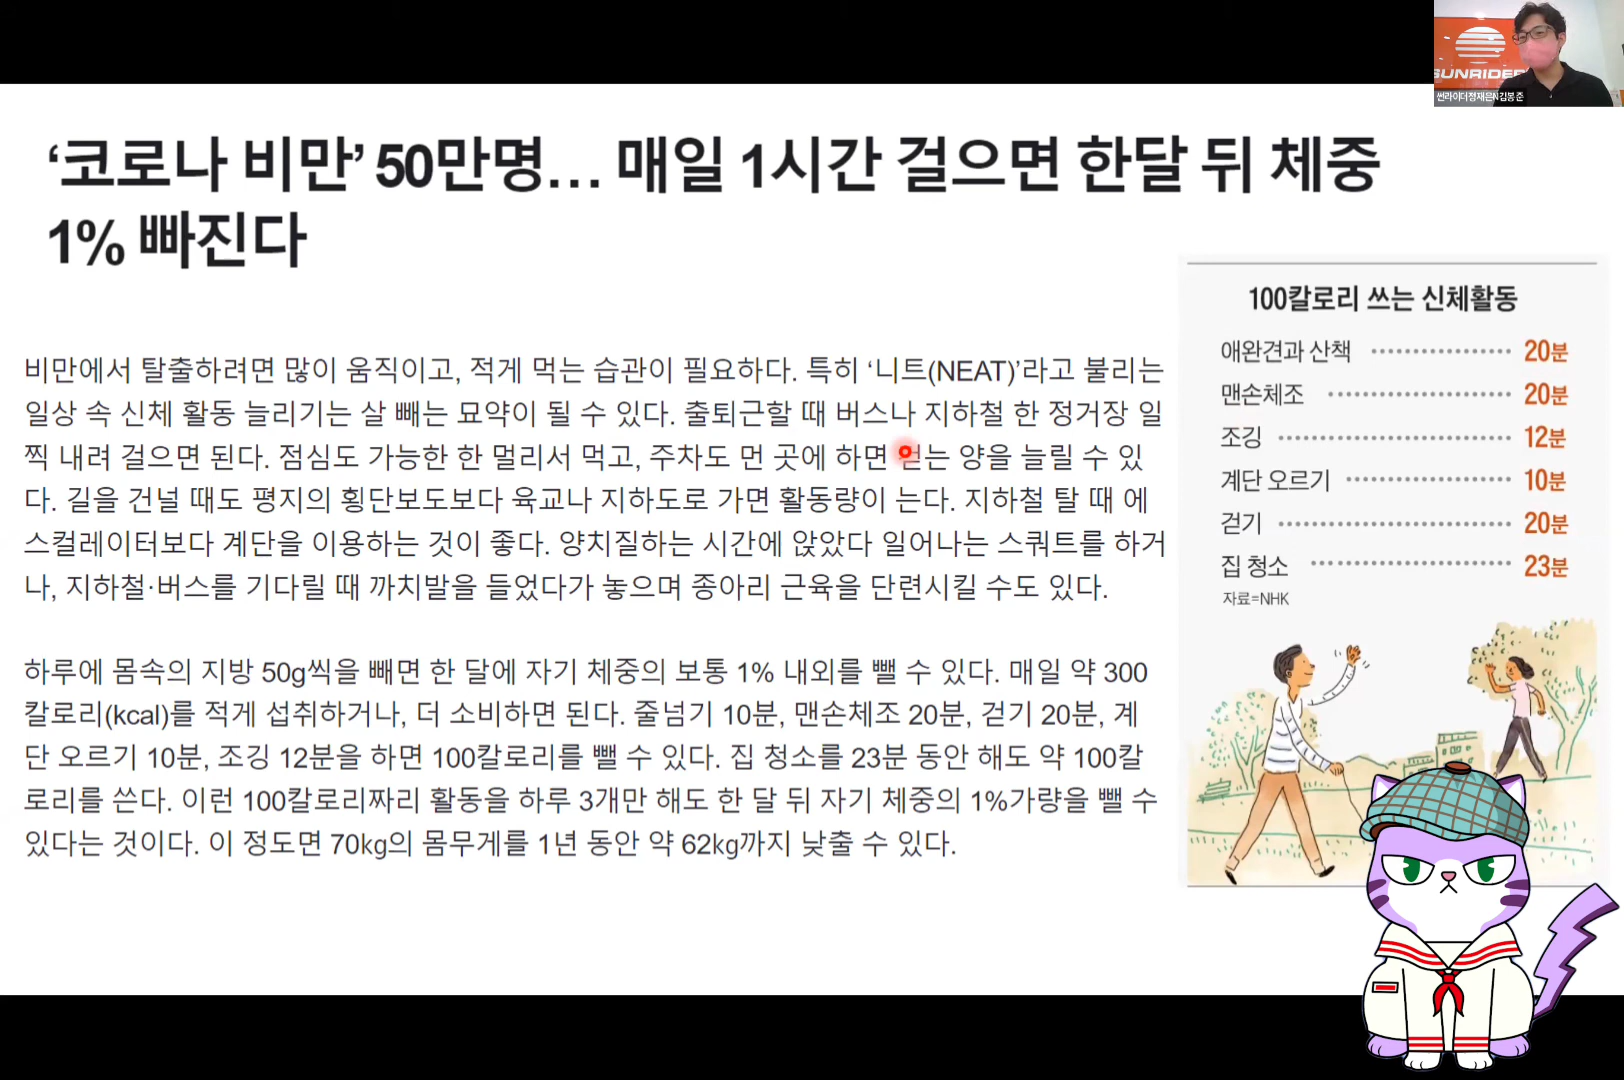 SUNRIDER
썬라이더정재은N김봉준
‘코로나 비만’ 50만명… 매일 1시간 걸으면 한달 뒤 체중
1% 빠진다
비만에서 탈출하려면 많이 움직이고, 적게 먹는 습관이 필요하다. 특히 ‘니트(NEAT)’라고 불리는
일상 속 신체 활동 늘리기는 살 빼는 묘약이 될 수 있다. 출퇴근할 때 버스나 지하철 한 정거장 일
찍 내려 걸으면 된다. 점심도 가능한 한 멀리서 먹고, 주차도 먼 곳에 하면 걷는 양을 늘릴 수 있
다. 길을 건널 때도 평지의 횡단보도보다 육교나 지하도로 가면 활동량이 는다. 지하철 탈 때 에
스컬레이터보다 계단을 이용하는 것이 좋다. 양치질하는 시간에 앉았다 일어나는 스쿼트를 하거
나, 지하철·버스를 기다릴 때 까치발을 들었다가 놓으며 종아리 근육을 단련시킬 수도 있다.
하루에 몸속의 지방 50g씩을 빼면 한 달에 자기 체중의 보통 1% 내외를 뺄 수 있다. 매일 약 300
칼로리(kcal)를 적게 섭취하거나, 더 소비하면 된다. 줄넘기 10분, 맨손체조 20분, 걷기 20분, 계
단 오르기 10분, 조깅 12분을 하면 100칼로리를 뺄 수 있다. 집 청소를 23분 동안 해도 약 100칼
로리를 쓴다. 이런 100칼로리짜리 활동을 하루 3개만 해도 한 달 뒤 자기 체중의 1%가량을 뺄 수
있다는 것이다. 이 정도면 70kg의 몸무게를 1년 동안 약 62kg까지 낮출 수 있다.
100칼로리 쓰는 신체활동
애완견과 산책 20분
맨손체조 20분
조깅 12분
계단 오르기 10분
걷기 20분
집 청소 23분
자료=NHK